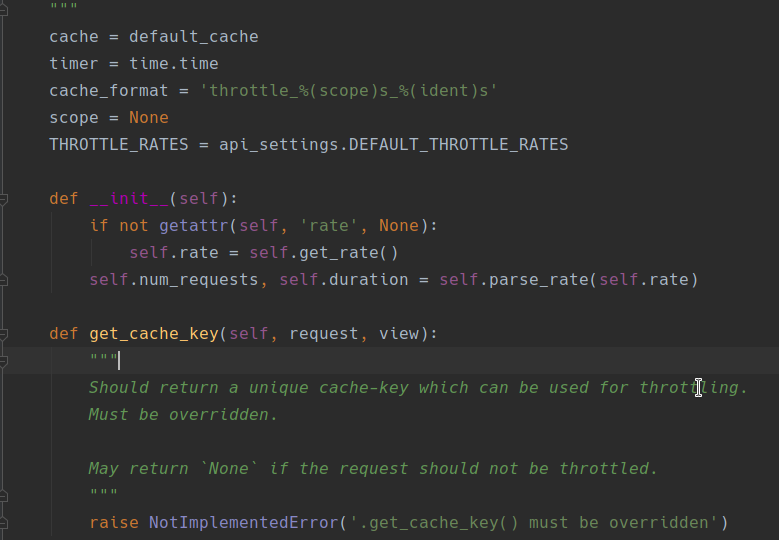 """
cache = default_cache
timer = time.time
cache_format = 'throttle_%(scope)s_%(ident)s'
scope = None
THROTTLE_RATES = api_settings.DEFAULT_THROTTLE_RATES
def __init__(self):
if not getattr(self, 'rate', None):
self.rate = self.get_rate()
self.num_requests, self.duration = self.parse_rate(self.rate)
def get_cache_key(self, request, view):
"""
Should return a unique cache-key which can be used for throttling.
Must be overridden.
May return `None` if the request should not be throttled.
"""
raise NotImplementedError('.get_cache_key() must be overridden')